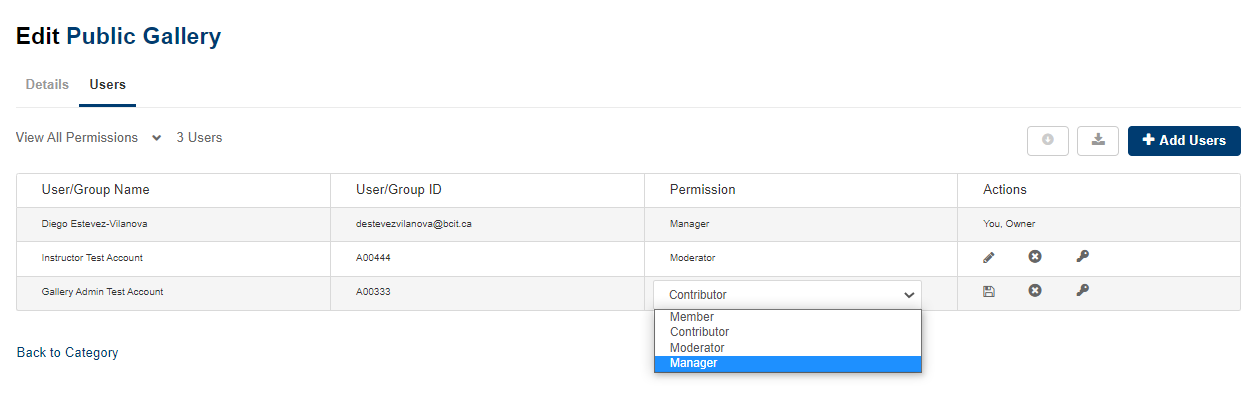 Edit Public Gallery
Details Users
View All Permissions 3 Users
Add Users
User/Group Name User/Group ID Permission Actions
Diego Estevez-Vilanova destevezvilanova@bcit.ca Manager You, Owner
Instructor Test Account A00444 Moderator
Gallery Admin Test Account A00333 Contributor
Member
Contributor
Moderator
Manager
Back to Category